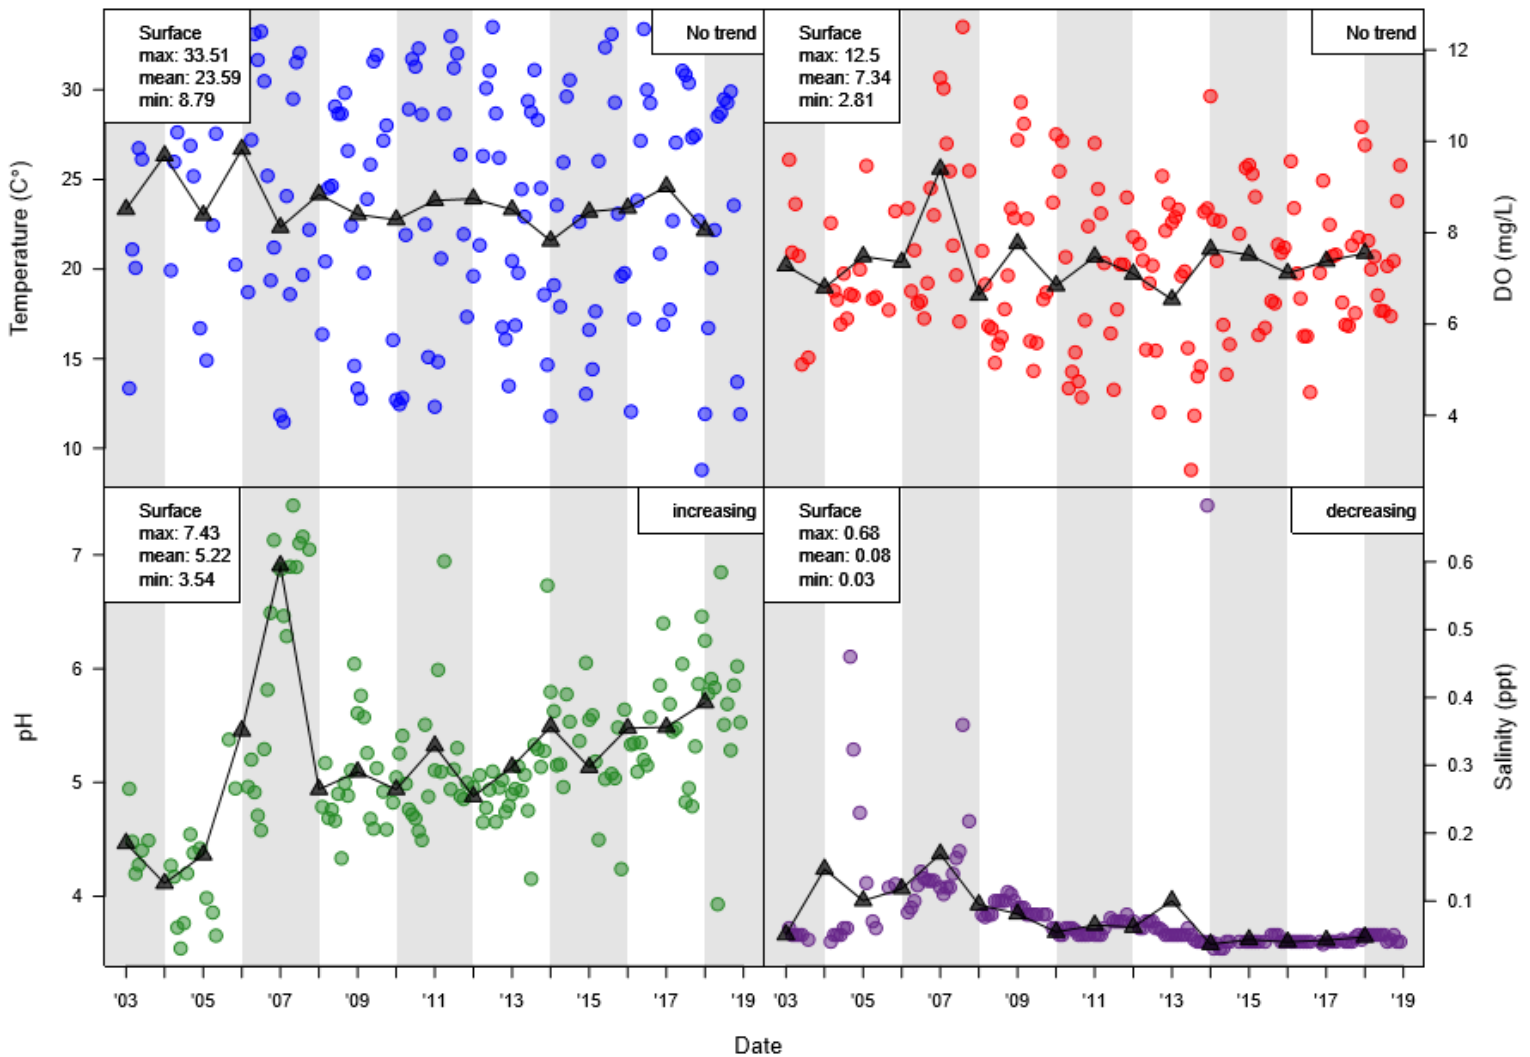 Surface
max: 33.51
mean: 23.59
min: 8.79
No trend
Surface
max: 12.5
mean: 7.34
min: 2.81
No trend
Temperature (C°)
30
25
20
15
10
12
10
8
6
4
DO (mg/L)
Surface
max: 7.43
mean: 5.22
min: 3.54
increasing
Surface
max: 0.68
mean: 0.08
min: 0.03
decreasing
pH
7
6
5
4
0.6
0.5
0.4
0.3
0.2
0.1
Salinity (ppt)
'03 '05 '07 '09 '11 '13 '15 '17 '19
'03 '05 '07 '09 '11 '13 '15 '17 '19
Date